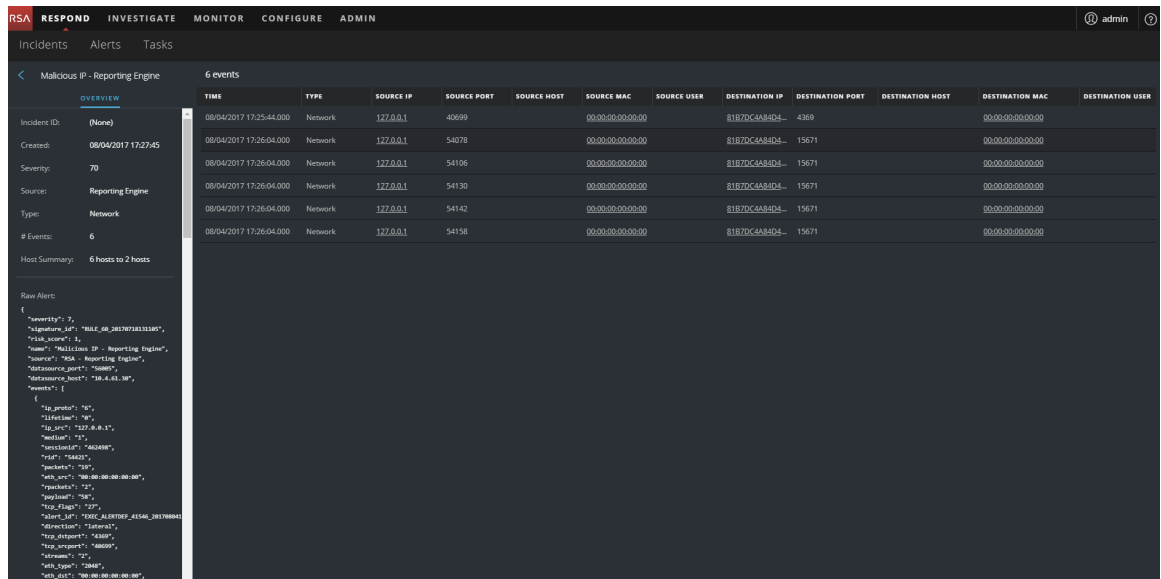 RSA RESPOND INVESTIGATE MONITOR CONFIGURE ADMIN admin ?
Incidents Alerts Tasks
Malicious IP - Reporting Engine
OVERVIEW
Incident ID: (None)
Created: 08/04/2017 17:27:45
Severity: 70
Source: Reporting Engine
Type: Network
# Events: 6
Host Summary: 6 hosts to 2 hosts
Raw Alert:
{
"severity": 7,
"signature_id": "RULE_60_20170718131105",
"risk_score": 1,
"name": "Malicious IP - Reporting Engine",
"source": "RSA - Reporting Engine",
"datasource_port": "56005",
"datasource_host": "10.4.61.30",
"events": [
{
"ip_proto": "6",
"lifetime": "0",
"ip_src": "127.0.0.1",
"medium": "1",
"sessionid": "462498",
"rid": "54421",
"packets": "19",
"eth_src": "00:00:00:00:00:00",
"rpackets": "2",
"payload": "58",
"tcp_flags": "27",
"alert_id": "EXEC_ALERTDEF_41546_201708041
"direction": "lateral",
"tcp_dstport": "4369",
"tcp_srcport": "40699",
"streams": "2",
"eth_type": "2048",
"eth_dst": "00:00:00:00:00:00",
6 events
TIME TYPE SOURCE IP SOURCE PORT SOURCE HOST SOURCE MAC SOURCE USER DESTINATION IP DESTINATION PORT DESTINATION HOST DESTINATION MAC DESTINATION USER
08/04/2017 17:25:44.000 Network 127.0.0.1 40699 00:00:00:00:00:00 81B7DC4A84D4... 4369 00:00:00:00:00:00
08/04/2017 17:26:04.000 Network 127.0.0.1 54078 00:00:00:00:00:00 81B7DC4A84D4... 15671 00:00:00:00:00:00
08/04/2017 17:26:04.000 Network 127.0.0.1 54106 00:00:00:00:00:00 81B7DC4A84D4... 15671 00:00:00:00:00:00
08/04/2017 17:26:04.000 Network 127.0.0.1 54130 00:00:00:00:00:00 81B7DC4A84D4... 15671 00:00:00:00:00:00
08/04/2017 17:26:04.000 Network 127.0.0.1 54142 00:00:00:00:00:00 81B7DC4A84D4... 15671 00:00:00:00:00:00
08/04/2017 17:26:04.000 Network 127.0.0.1 54158 00:00:00:00:00:00 81B7DC4A84D4... 15671 00:00:00:00:00:00